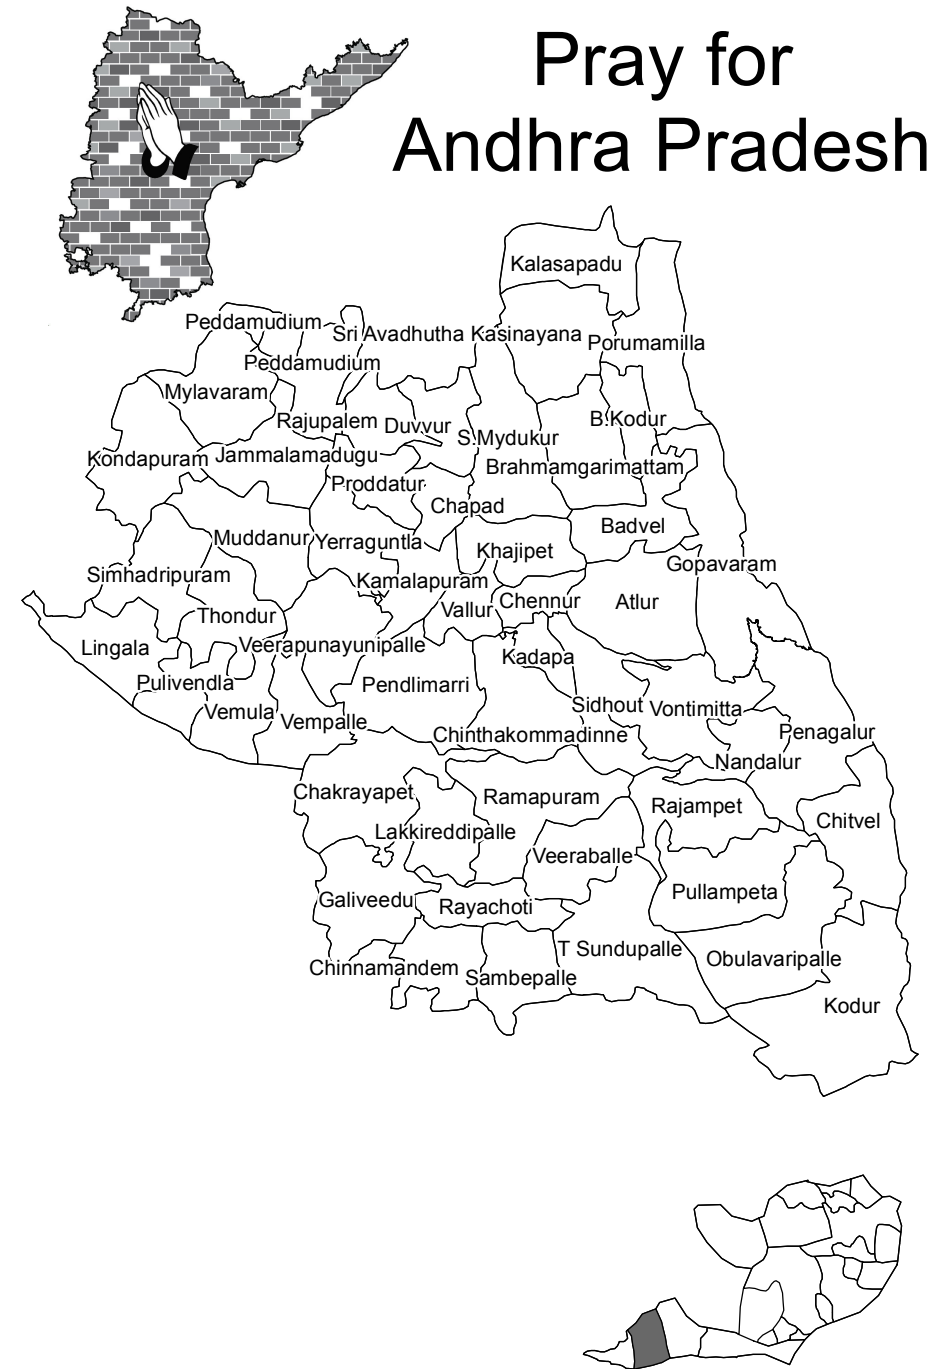 Pray for
Andhra Pradesh
Kalasapadu
Peddamudium
Sri Avadhutha Kasinayana
Porumamilla
Peddamudium
Mylavaram
Rajupalem
Duvvur
B.Kodur
S.Mydukur
Kondapuram
Jammalamadugu
Brahmamgarimattam
Proddatur
Chapad
Badvel
Muddanur
Yerraguntla
Khajipet
Gopavaram
Simhadripuram
Kamalapuram
Thondur
Vallur
Chennur
Atlur
Lingala
Veerapunayunipalle
Kadapa
Pulivendla
Pendlimarri
Vemula
Vempalle
Sidhout
Vontimitta
Chinthakommadinne
Penagalur
Nandalur
Chakrayapet
Ramapuram
Rajampet
Chitvel
Lakkireddipalle
Veeraballe
Galiveedu
Rayachoti
Pullampeta
T Sundupalle
Obulavaripalle
Chinnamandem
Sambepalle
Kodur